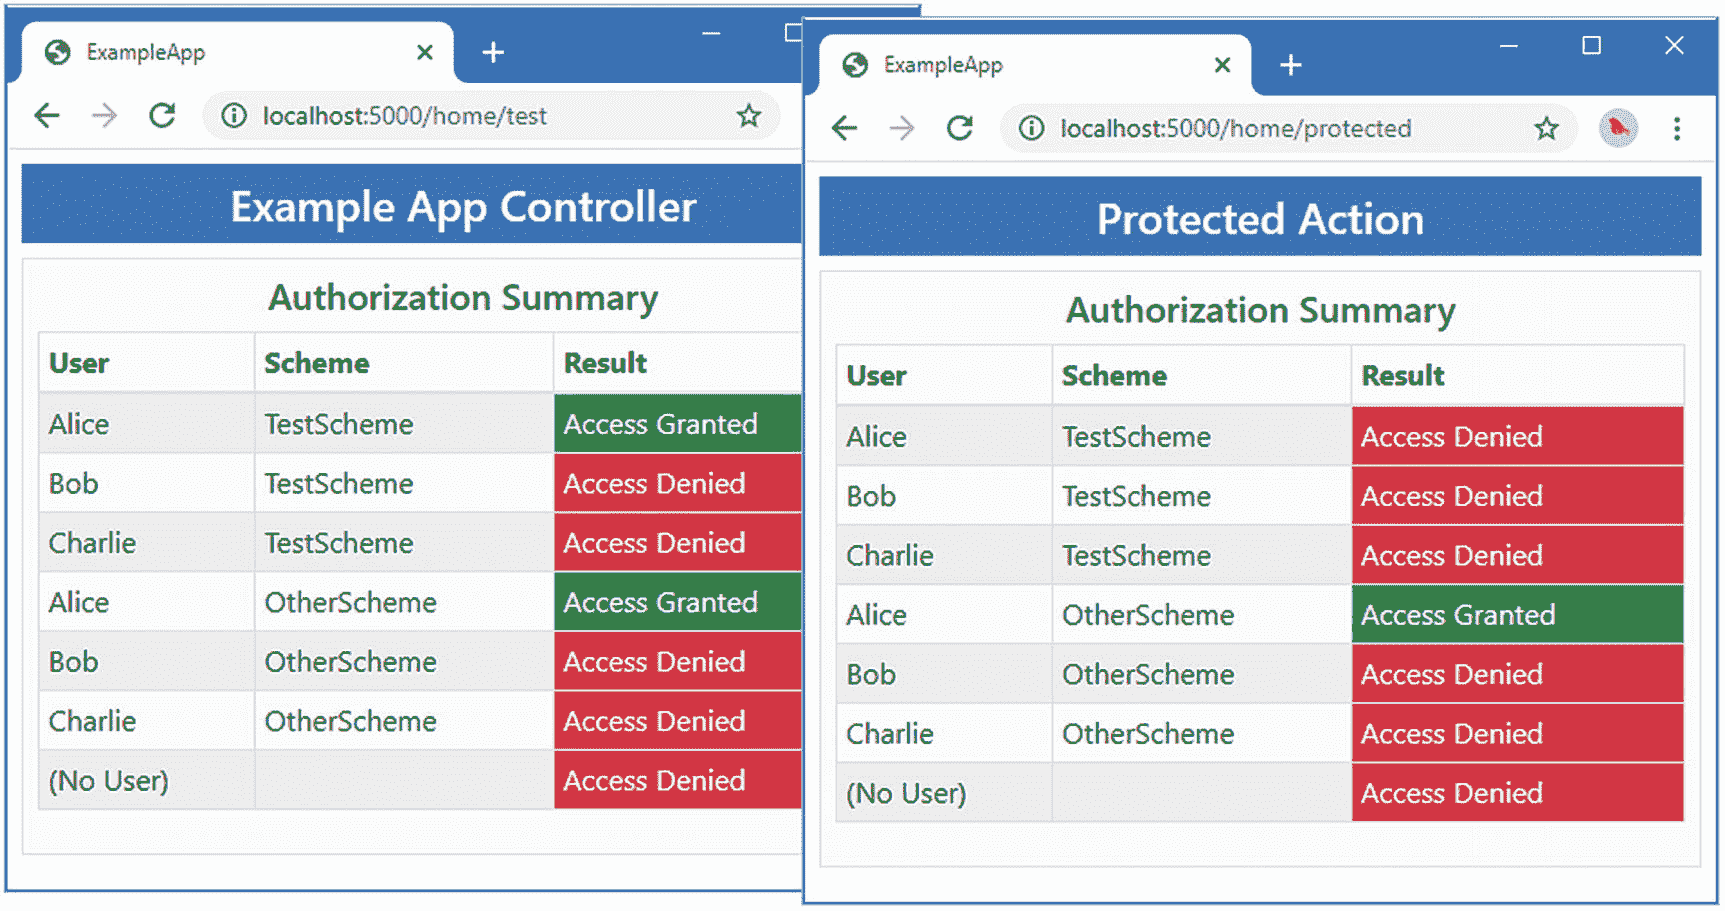 ExampleApp
localhost:5000/home/test
Example App Controller
Authorization Summary
User Scheme Result
Alice TestScheme Access Granted
Bob TestScheme Access Denied
Charlie TestScheme Access Denied
Alice OtherScheme Access Granted
Bob OtherScheme Access Denied
Charlie OtherScheme Access Denied
(No User) Access Denied
ExampleApp
localhost:5000/home/protected
Protected Action
Authorization Summary
User Scheme Result
Alice TestScheme Access Denied
Bob TestScheme Access Denied
Charlie TestScheme Access Denied
Alice OtherScheme Access Granted
Bob OtherScheme Access Denied
Charlie OtherScheme Access Denied
(No User) Access Denied